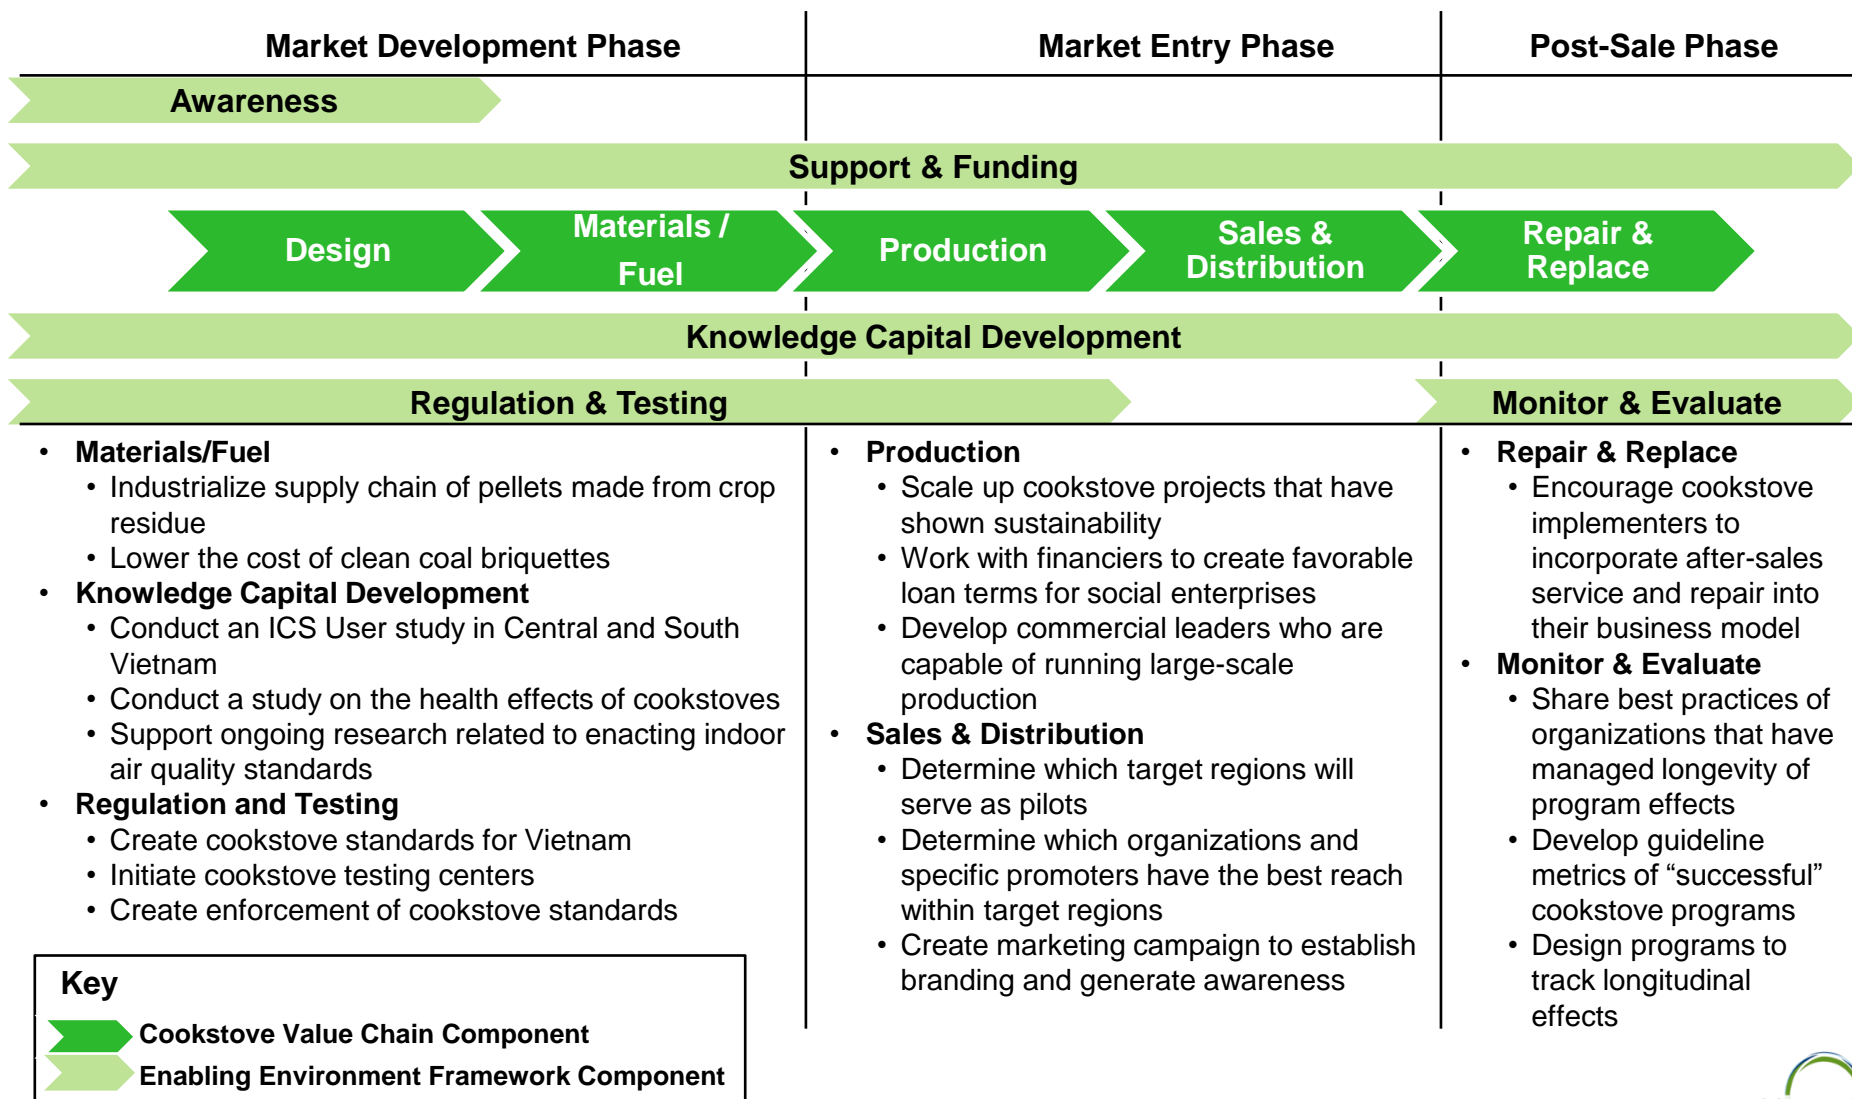 Market Development Phase
Market Entry Phase
Post-Sale Phase
Awareness
Support & Funding
Design
Materials /
Fuel
Production
Sales &
Distribution
Repair &
Replace
Knowledge Capital Development
Regulation & Testing
Monitor & Evaluate
• Materials/Fuel
• Industrialize supply chain of pellets made from crop
residue
• Lower the cost of clean coal briquettes
• Knowledge Capital Development
• Conduct an ICS User study in Central and South
Vietnam
• Conduct a study on the health effects of cookstoves
• Support ongoing research related to enacting indoor
air quality standards
• Regulation and Testing
• Create cookstove standards for Vietnam
• Initiate cookstove testing centers
• Create enforcement of cookstove standards
• Production
• Scale up cookstove projects that have
shown sustainability
• Work with financiers to create favorable
loan terms for social enterprises
• Develop commercial leaders who are
capable of running large-scale
production
• Sales & Distribution
• Determine which target regions will
serve as pilots
• Determine which organizations and
specific promoters have the best reach
within target regions
• Create marketing campaign to establish
branding and generate awareness
• Repair & Replace
• Encourage cookstove
implementers to
incorporate after-sales
service and repair into
their business model
• Monitor & Evaluate
• Share best practices of
organizations that have
managed longevity of
program effects
• Develop guideline
metrics of “successful”
cookstove programs
• Design programs to
track longitudinal
effects
Key
Cookstove Value Chain Component
Enabling Environment Framework Component